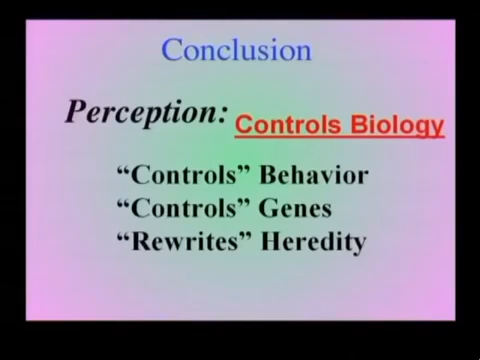 Conclusion
Perception: Controls Biology
“Controls” Behavior
“Controls” Genes
“Rewrites” Heredity